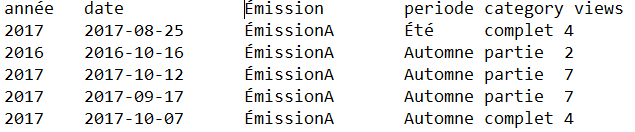 année date Émission periode category views
2017 2017-08-25 ÉmissionA Été complet 4
2016 2016-10-16 ÉmissionA Automne partie 2
2017 2017-10-12 ÉmissionA Automne partie 7
2017 2017-09-17 ÉmissionA Automne partie 7
2017 2017-10-07 ÉmissionA Automne complet 4